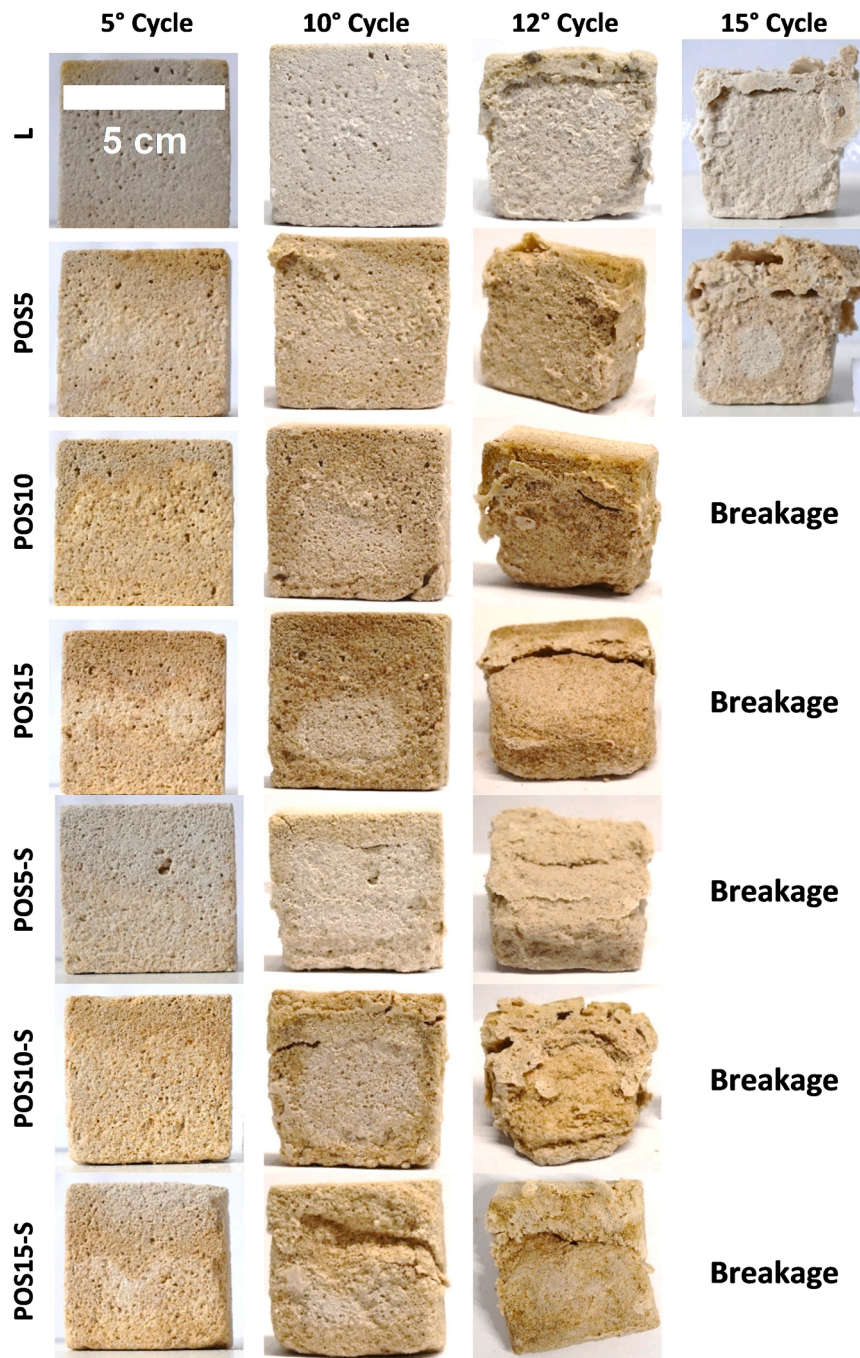 5° Cycle 10° Cycle 12° Cycle 15° Cycle
L
5 cm
POS5
POS10
Breakage
POS15
Breakage
POS5-S
Breakage
POS10-S
Breakage
POS15-S
Breakage